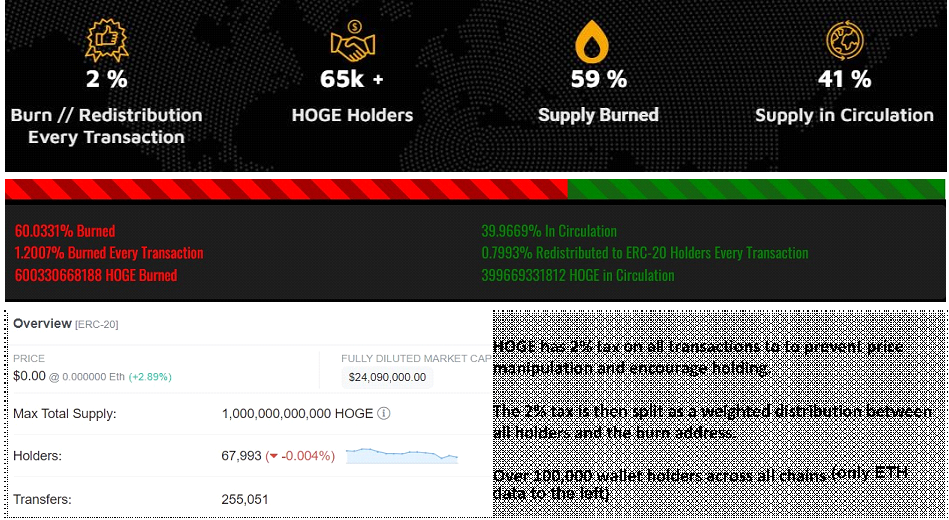 2 % 65k + 59 % 41 %
Burn // Redistribution HOGE Holders Supply Burned Supply in Circulation
Every Transaction
60.0331% Burned 39.9669% In Circulation
1.2007% Burned Every Transaction 0.7993% Redistributed to ERC-20 Holders Every Transaction
600330668188 HOGE Burned 399669331812 HOGE in Circulation
Overview [ERC-20]
PRICE FULLY DILUTED MARKET CAP
$0.00 @ 0.000000 Eth (+2.89%) $24,090,000.00
Max Total Supply: 1,000,000,000,000 HOGE
Holders: 67,993 (-0.004%)
Transfers: 255,051
HOGE has 2% tax on all transactions to to prevent price
manipulation and encourage holding.
The 2% tax is then split as a weighted distribution between
all holders and the burn address.
Over 100,000 wallet holders across all chains (only ETH
data to the left)